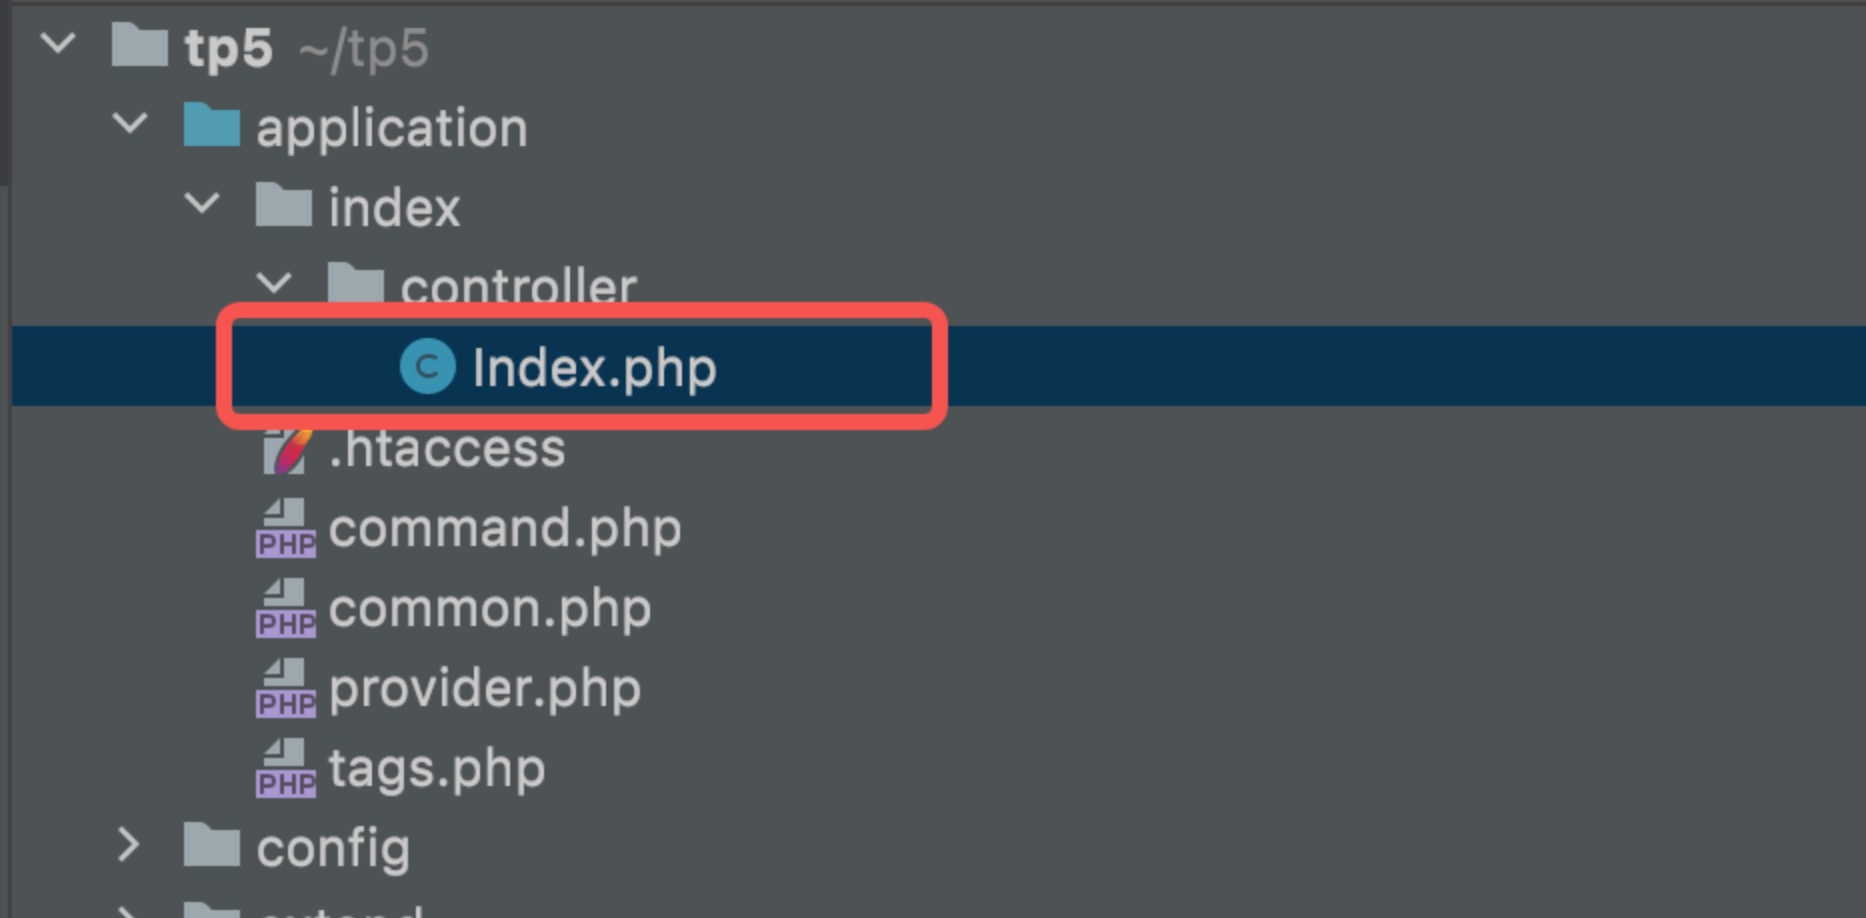 tp5 ~/tp5
application
index
controller
C Index.php
.htaccess
PHP command.php
PHP common.php
PHP provider.php
PHP tags.php
config